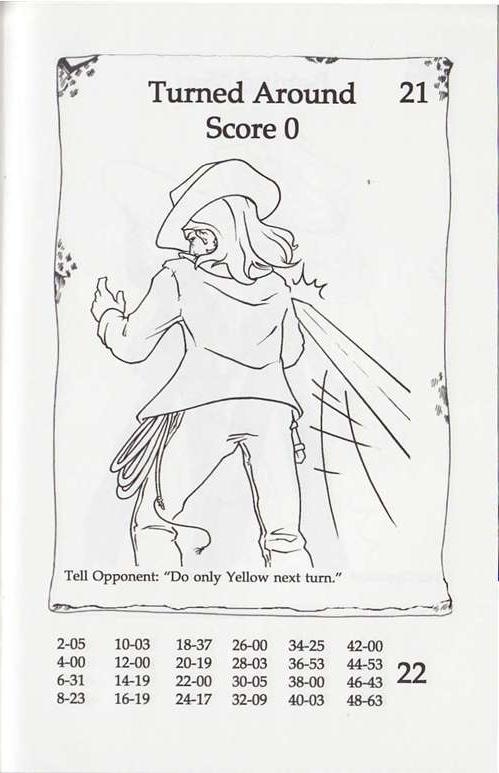 Turned Around 21
Score 0
Tell Opponent: “Do only Yellow next turn.”
2-05 10-03 18-37 26-00 34-25 42-00
4-00 12-00 20-19 28-03 36-53 44-53
6-31 14-19 22-00 30-05 38-00 46-43
8-23 16-19 24-17 32-09 40-03 48-63
22